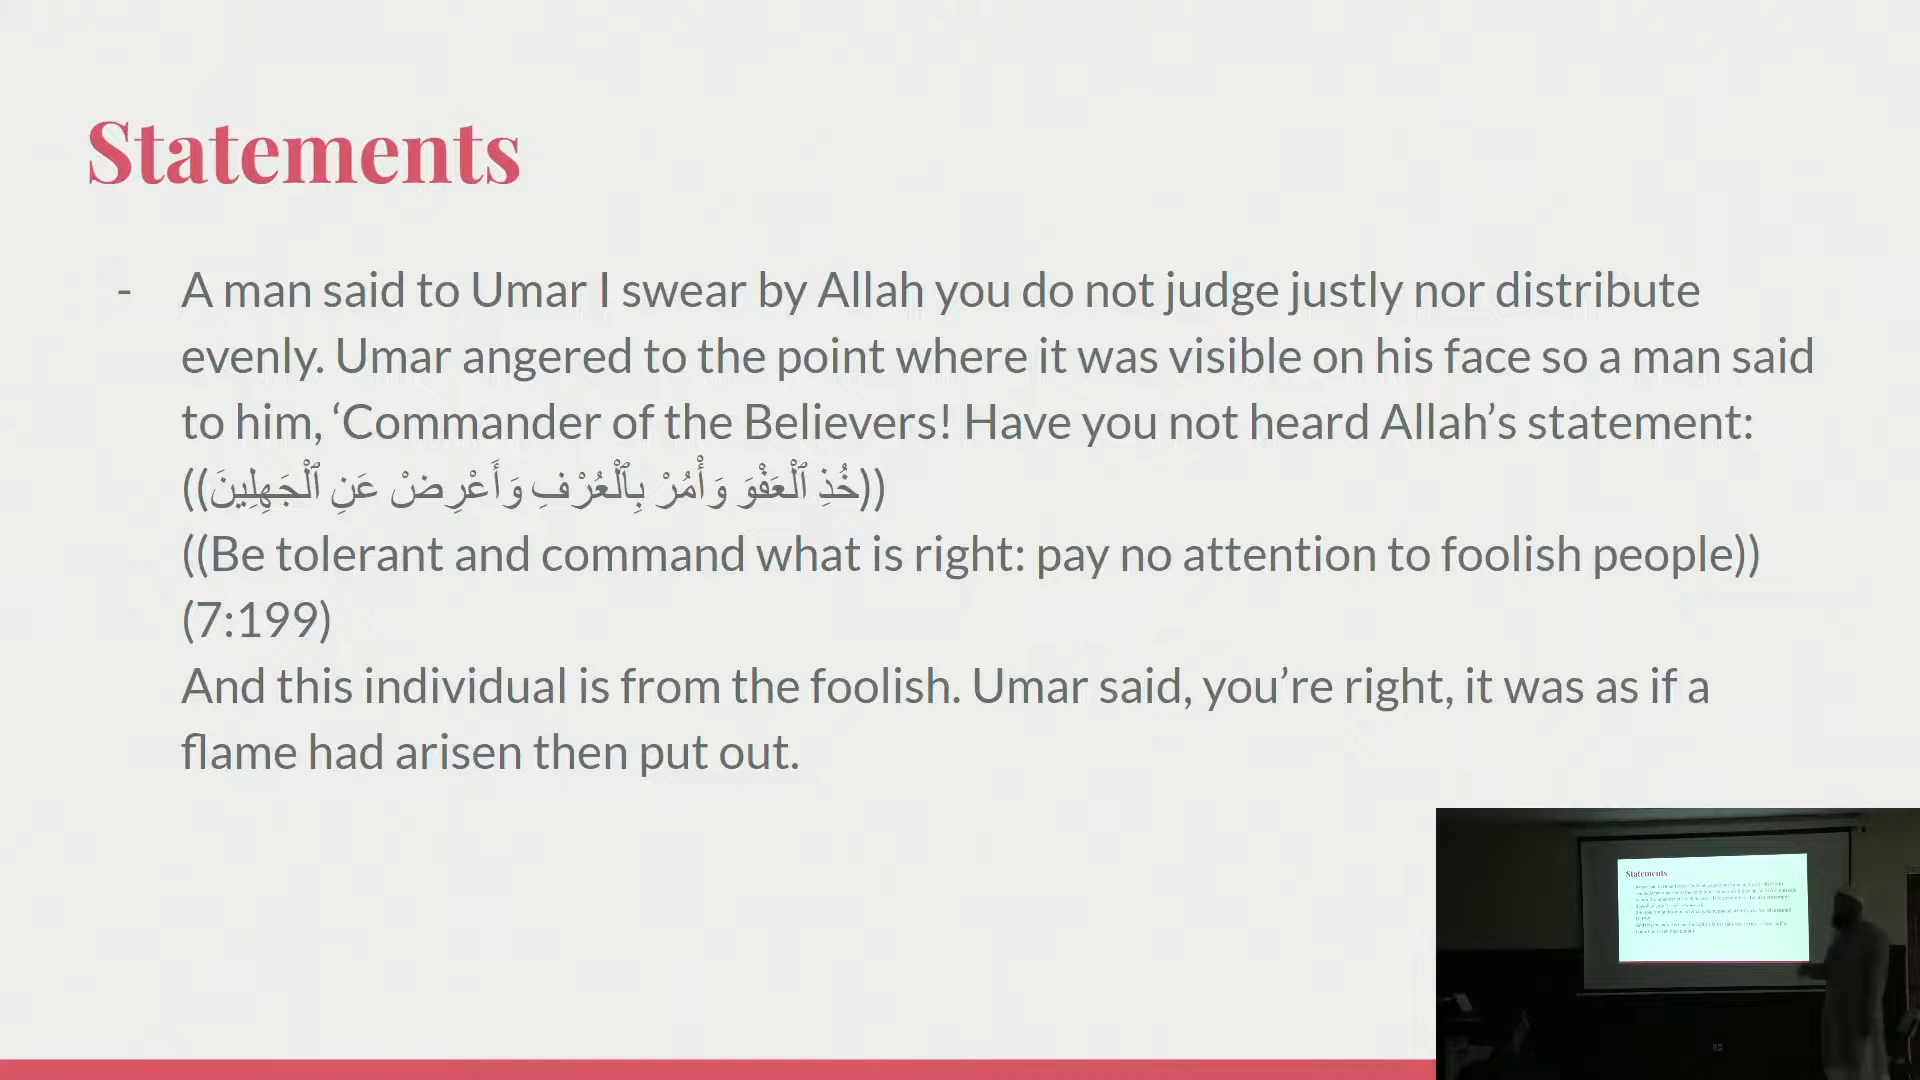 Statements
- A man said to Umar I swear by Allah you do not judge justly nor distribute
evenly. Umar angered to the point where it was visible on his face so a man said
to him, ‘Commander of the Believers! Have you not heard Allah’s statement:
((خُذِ ٱلْعَفْوَ وَأْمُرْ بِٱلْعُرْفِ وَأَعْرِضْ عَنِ ٱلْجَهِلِينَ))
((Be tolerant and command what is right: pay no attention to foolish people))
(7:199)
And this individual is from the foolish. Umar said, you’re right, it was as if a
flame had arisen then put out.
Statements